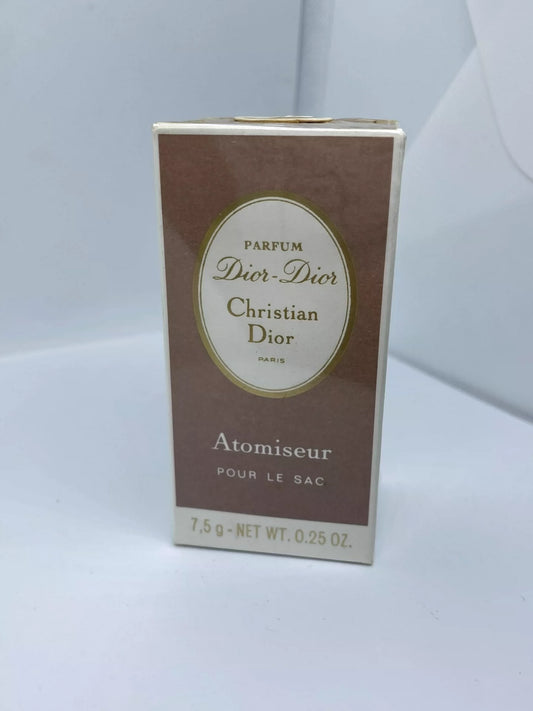 PARFUM
Dior-Dior
Christian
Dior
PARIS
Atomiseur
POUR LE SAC
7,5 g - NET WT. 0.25 OZ.